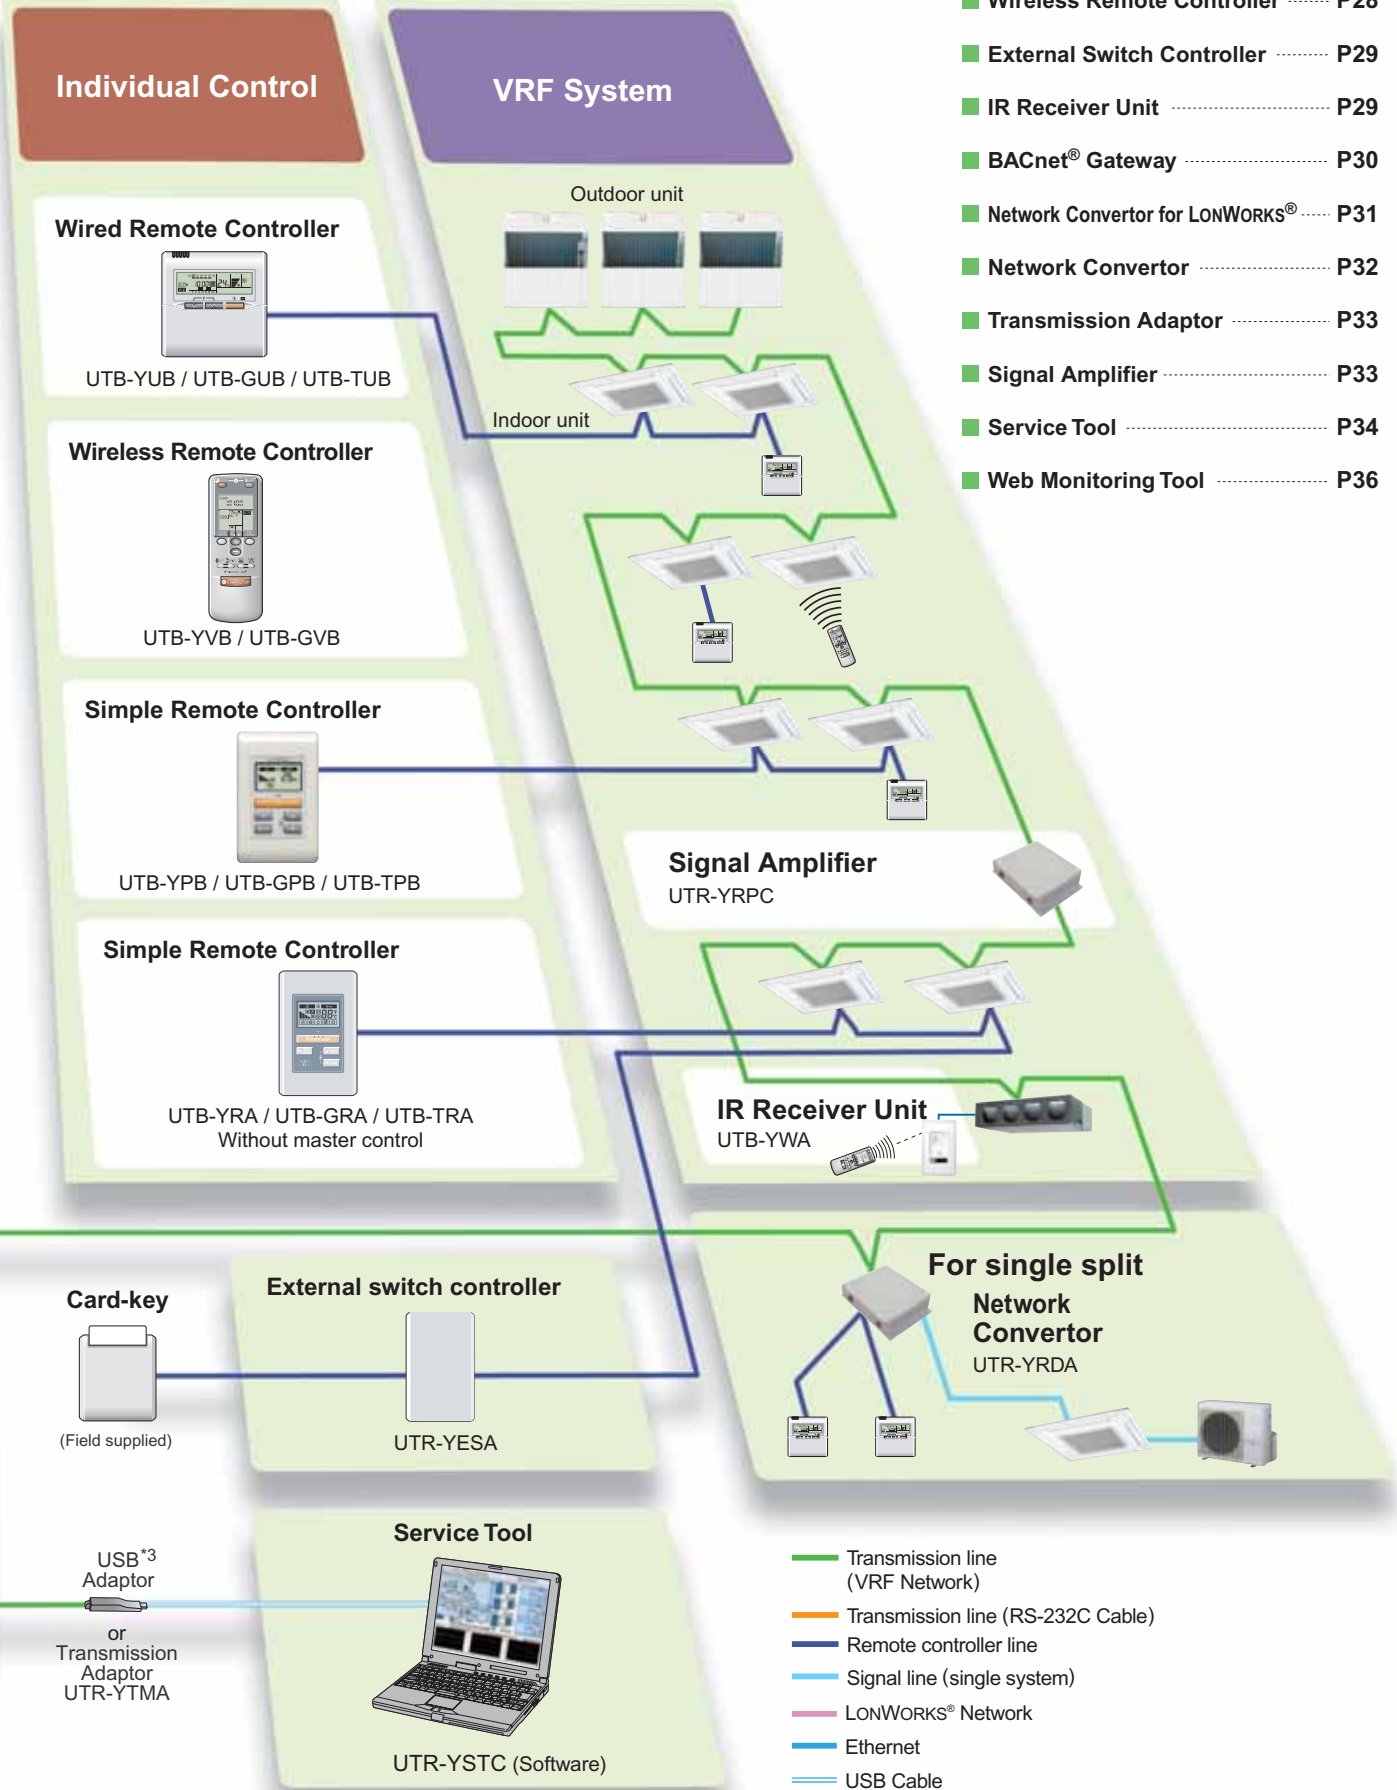 Individual Control
VRF System
Wireless Remote Controller P28
External Switch Controller P29
IR Receiver Unit P29
BACnet® Gateway P30
Network Convertor for LONWORKS® P31
Network Convertor P32
Transmission Adaptor P33
Signal Amplifier P33
Service Tool P34
Web Monitoring Tool P36
Wired Remote Controller
UTB-YUB / UTB-GUB / UTB-TUB
Wireless Remote Controller
UTB-YVB / UTB-GVB
Simple Remote Controller
UTB-YPB / UTB-GPB / UTB-TPB
Simple Remote Controller
UTB-YRA / UTB-GRA / UTB-TRA
Without master control
Outdoor unit
Indoor unit
Signal Amplifier
UTR-YRPC
IR Receiver Unit
UTB-YWA
Card-key
(Field supplied)
External switch controller
UTR-YESA
For single split
Network
Convertor
UTR-YRDA
USB*3
Adaptor
or
Transmission
Adaptor
UTR-YTMA
Service Tool
UTR-YSTC (Software)
Transmission line
(VRF Network)
Transmission line (RS-232C Cable)
Remote controller line
Signal line (single system)
LONWORKS® Network
Ethernet
USB Cable